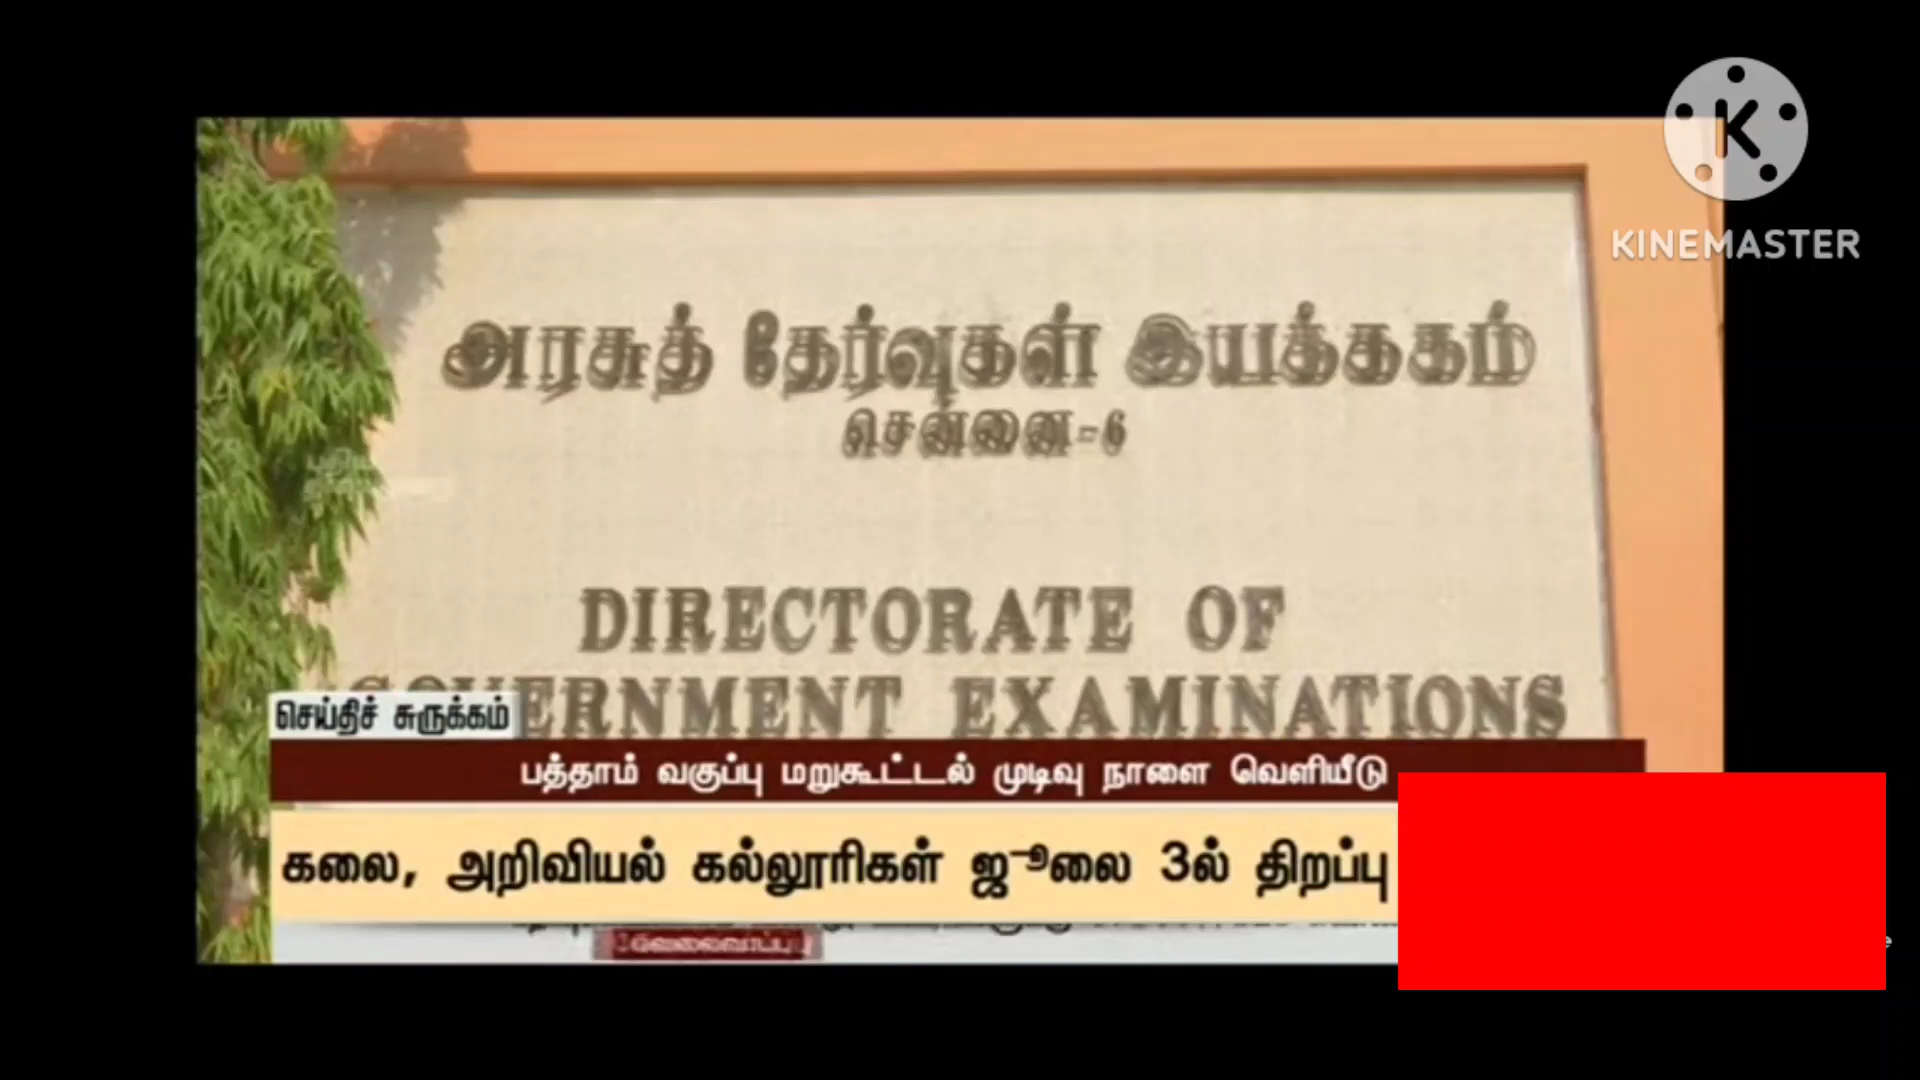 KINEMASTER
அரசுத் தேர்வுகள் இயக்ககம்
சென்னை-6
DIRECTORATE OF
GOVERNMENT EXAMINATIONS
செய்திச் சுருக்கம்
பத்தாம் வகுப்பு மறுகூட்டல் முடிவு நாளை வெளியீடு
கலை, அறிவியல் கல்லூரிகள் ஜூலை 3ல் திறப்பு